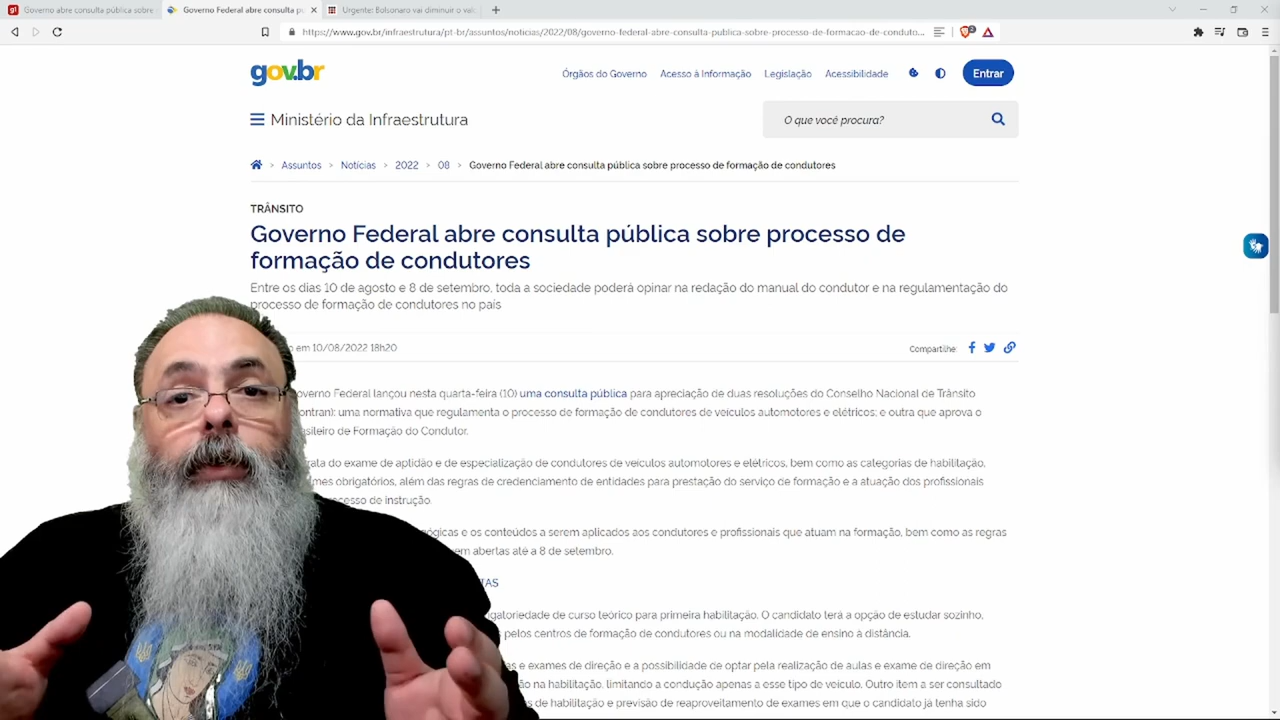 Governo abre consulta pública sobre
Governo Federal abre consulta pú
Urgente: Bolsonaro vai diminuir o val
https://www.gov.br/infraestrutura/pt-br/assuntos/noticias/2022/08/governo-federal-abre-consulta-publica-sobre-processo-de-formacao-de-conduto...
gov.br
Órgãos do Governo Acesso à Informação Legislação Acessibilidade Entrar
Ministério da Infraestrutura
O que você procura?
Assuntos > Notícias > 2022 > 08 > Governo Federal abre consulta pública sobre processo de formação de condutores
TRÂNSITO
Governo Federal abre consulta pública sobre processo de
formação de condutores
Entre os dias 10 de agosto e 8 de setembro, toda a sociedade poderá opinar na redação do manual do condutor e na regulamentação do
processo de formação de condutores no país
em 10/08/2022 18h20
Compartilhe:
overno Federal lançou nesta quarta-feira (10) uma consulta pública para apreciação de duas resoluções do Conselho Nacional de Trânsito
ontran): uma normativa que regulamenta o processo de formação de condutores de veículos automotores e elétricos; e outra que aprova o
asileiro de Formação do Condutor.
rata do exame de aptidão e de especialização de condutores de veículos automotores e elétricos, bem como as categorias de habilitação,
mes obrigatórios, além das regras de credenciamento de entidades para prestação do serviço de formação e a atuação dos profissionais
ocesso de instrução.
ógicas e os conteúdos a serem aplicados aos condutores e profissionais que atuam na formação, bem como as regras
em abertas até a 8 de setembro.
TAS
igatoriedade de curso teórico para primeira habilitação. O candidato terá a opção de estudar sozinho,
pelos centros de formação de condutores ou na modalidade de ensino à distância.
s e exames de direção e a possibilidade de optar pela realização de aulas e exame de direção em
ão na habilitação, limitando a condução apenas a esse tipo de veículo. Outro item a ser consultado
s de habilitação e previsão de reaproveitamento de exames em que o candidato já tenha sido